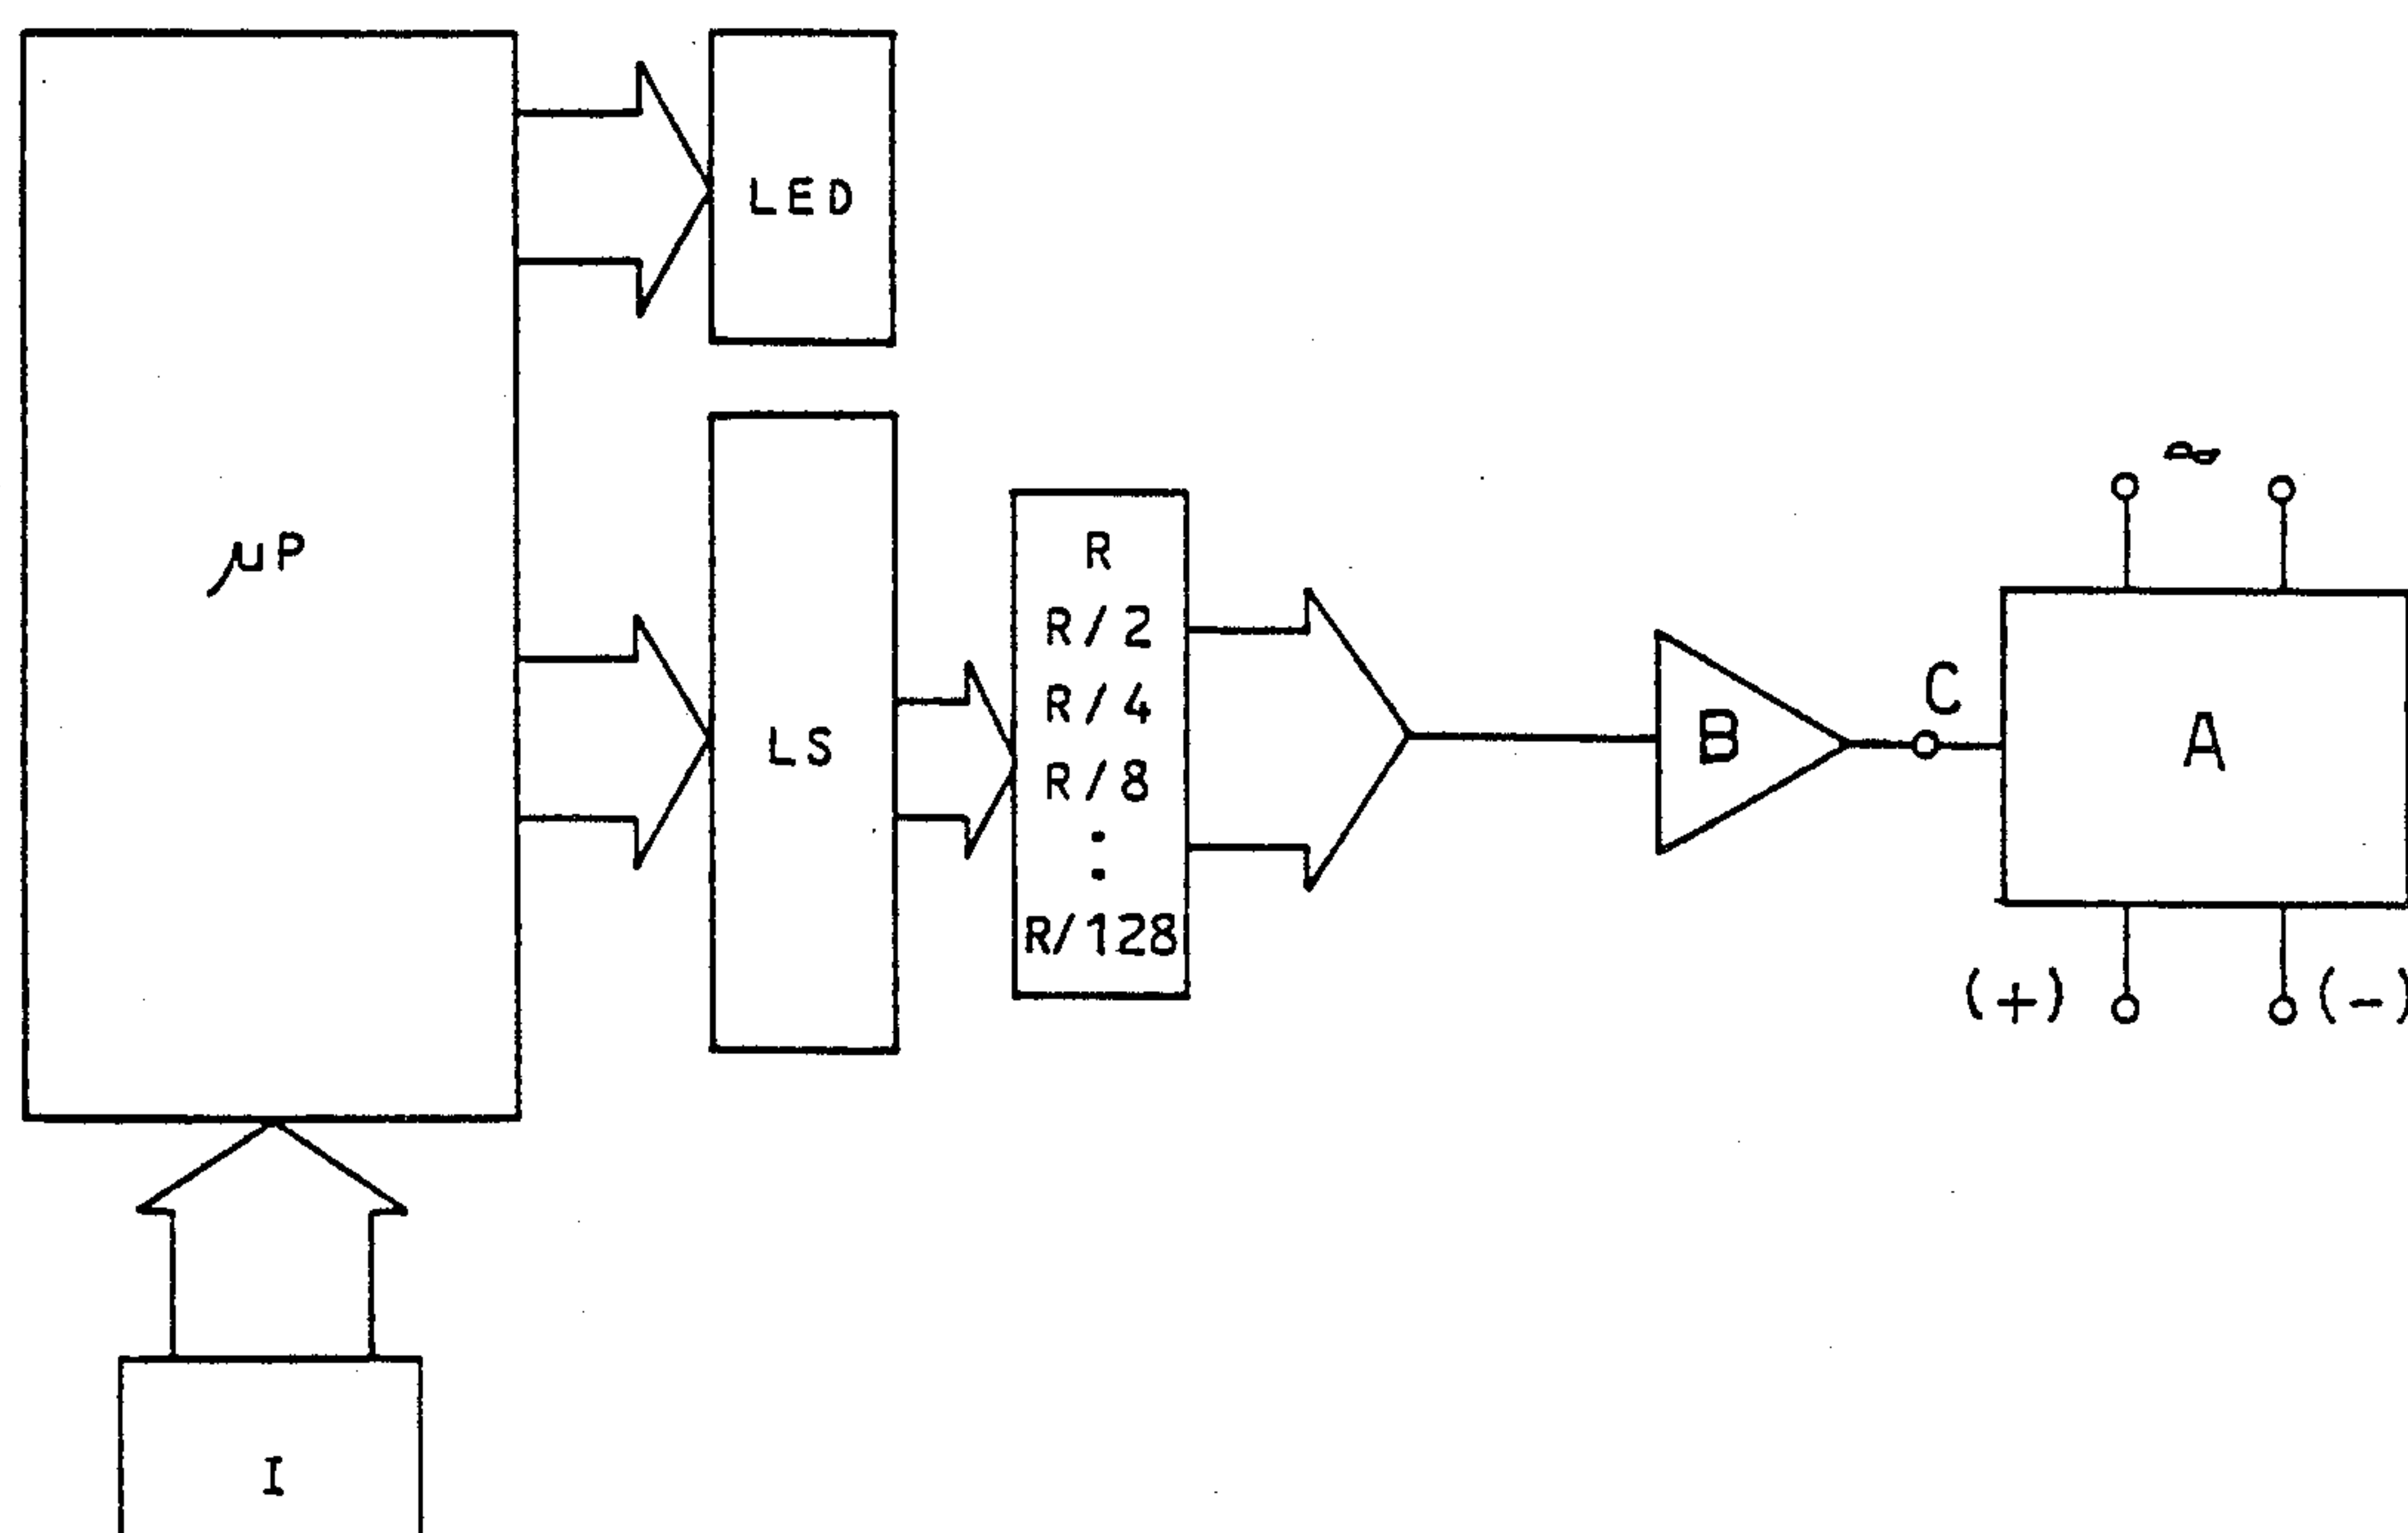 LED
µP
LS
R
R/2
R/4
R/8
:
R/128
B
C
~
A
(+)
(-)
I